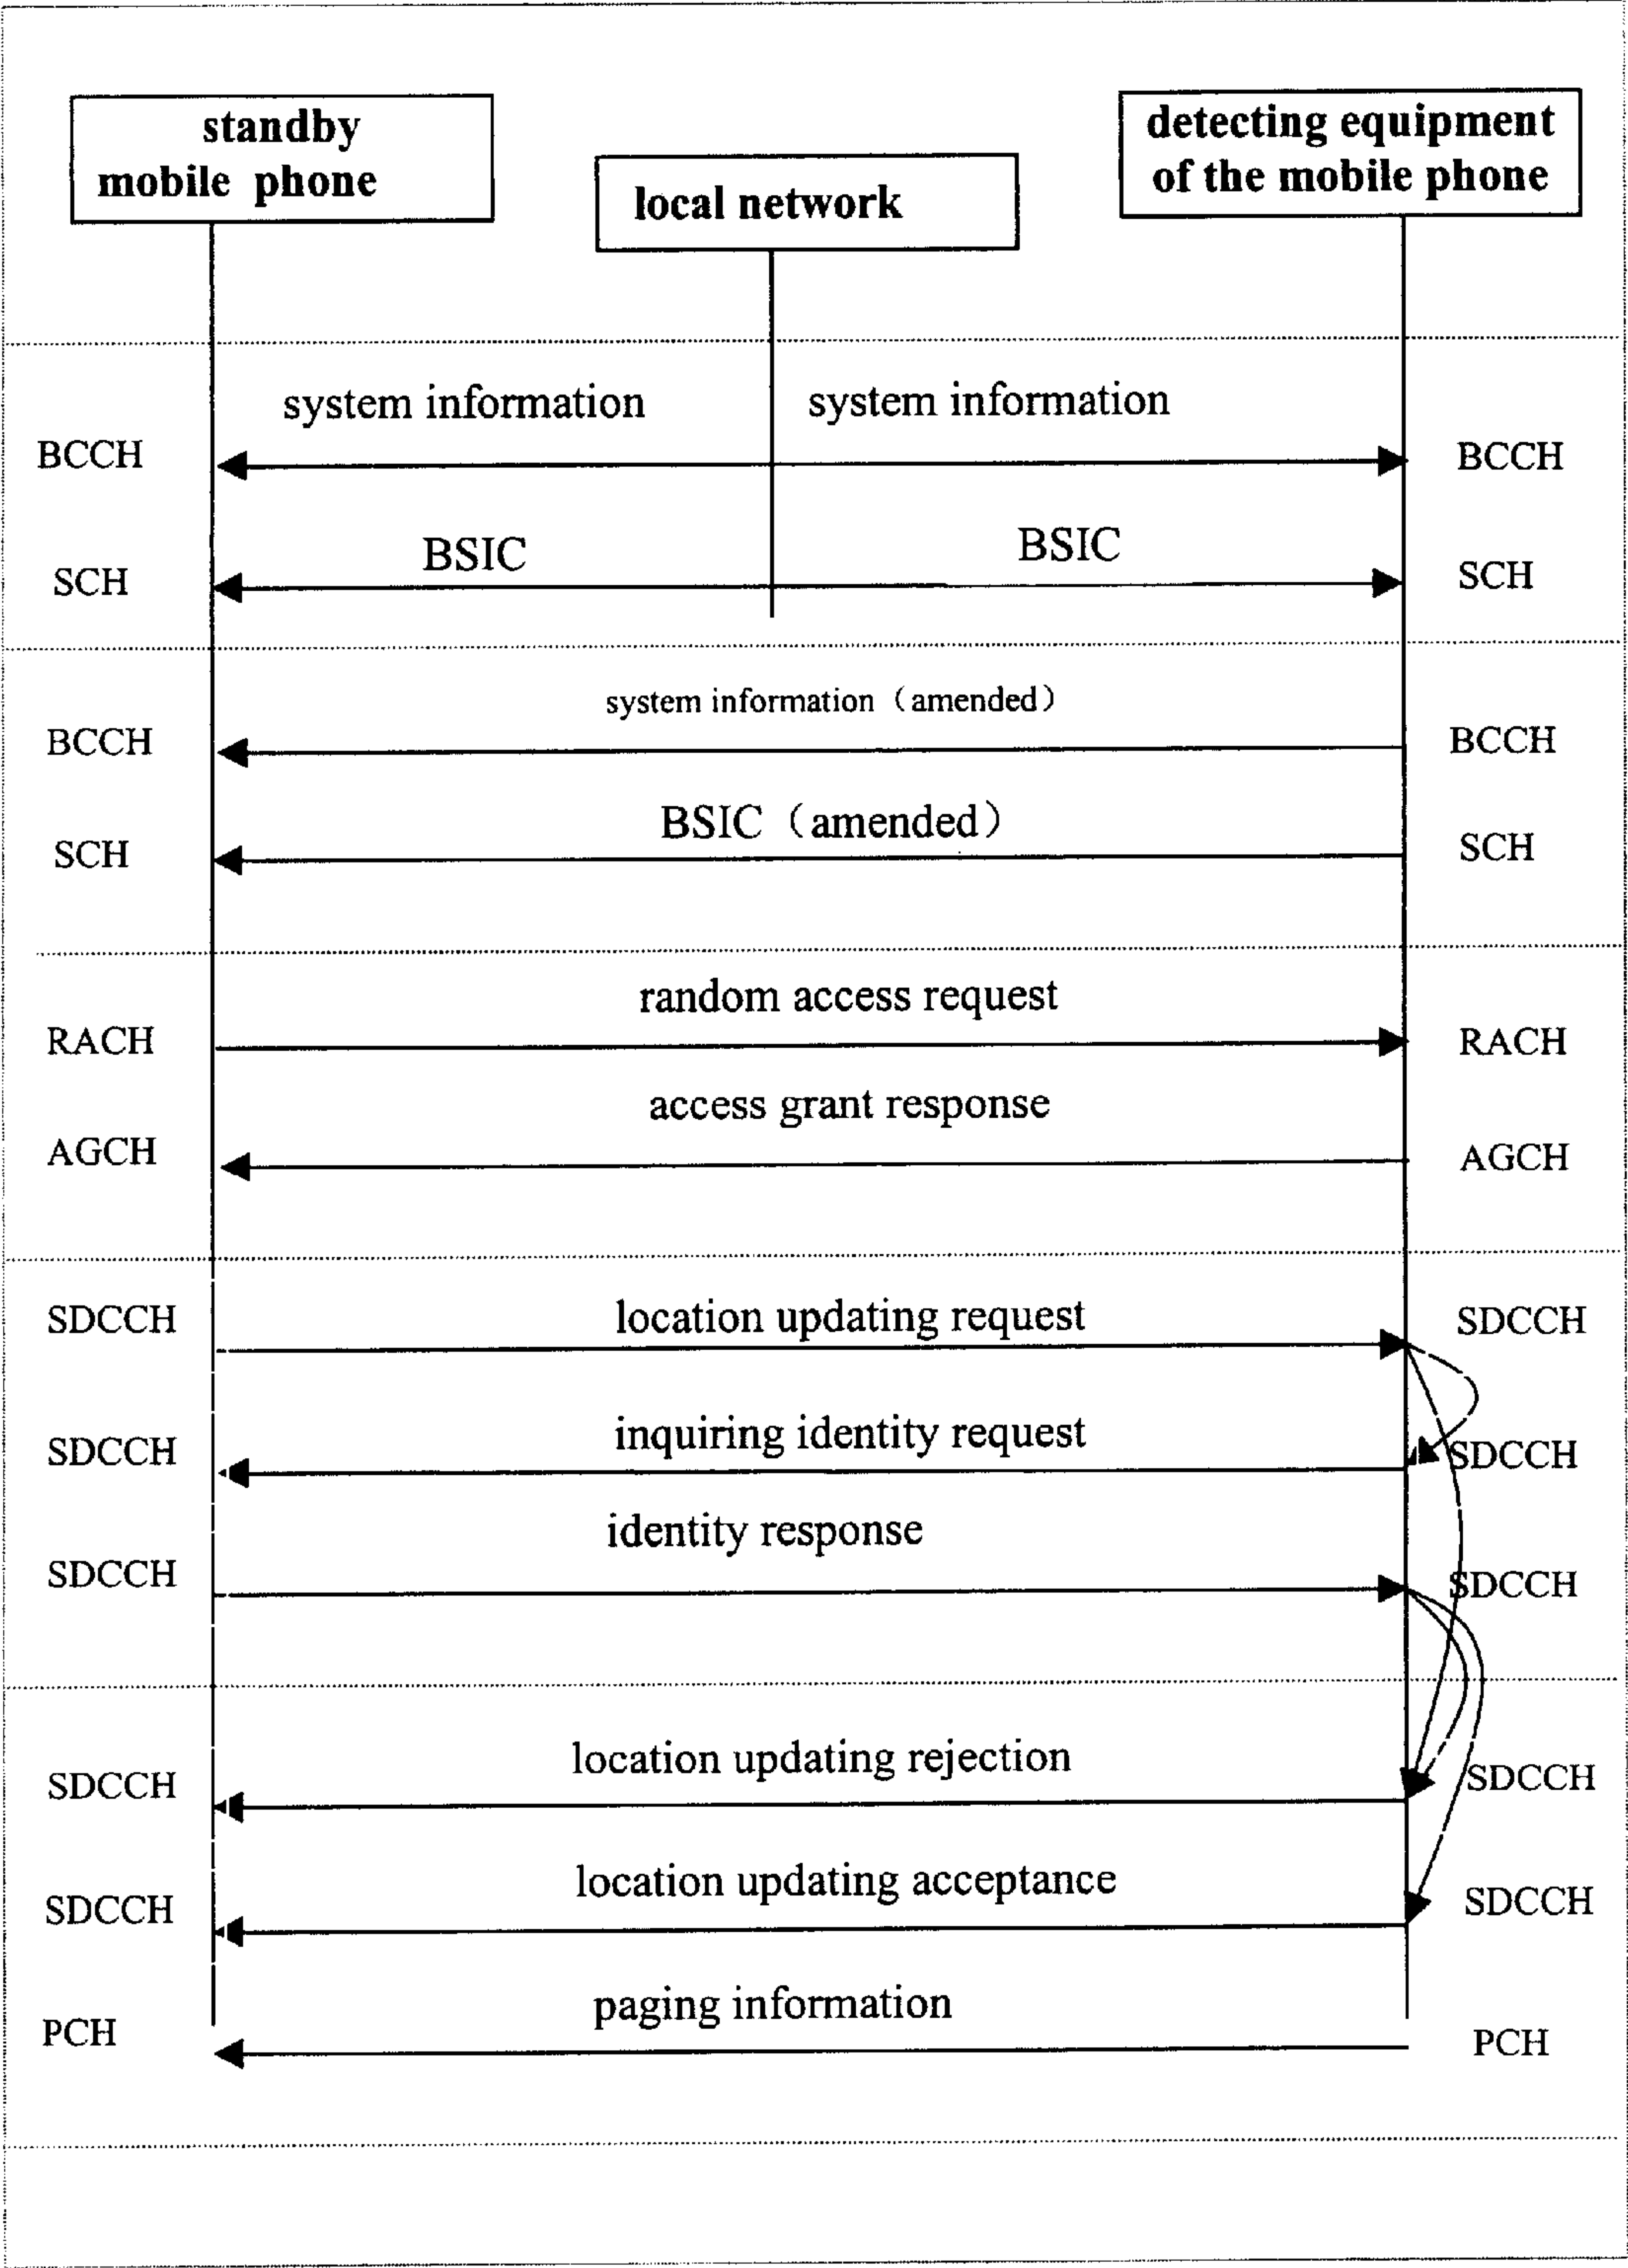 standby
mobile phone
local network
detecting equipment
of the mobile phone
system information
system information
BCCH
BCCH
BSIC
BSIC
SCH
SCH
system information（amended）
BCCH
BCCH
BSIC（amended）
SCH
SCH
random access request
RACH
RACH
access grant response
AGCH
AGCH
SDCCH
location updating request
SDCCH
inquiring identity request
SDCCH
SDCCH
identity response
SDCCH
SDCCH
location updating rejection
SDCCH
SDCCH
location updating acceptance
SDCCH
SDCCH
paging information
PCH
PCH